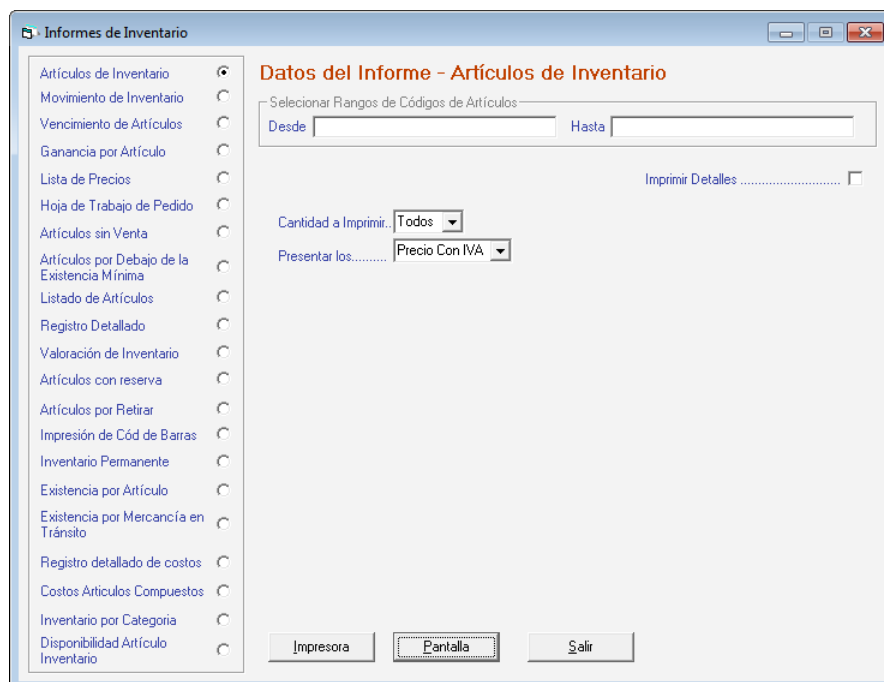 Informes de Inventario
Artículos de Inventario
Movimiento de Inventario
Vencimiento de Artículos
Ganancia por Artículo
Lista de Precios
Hoja de Trabajo de Pedido
Artículos sin Venta
Artículos por Debajo de la
Existencia Mínima
Listado de Artículos
Registro Detallado
Valoración de Inventario
Artículos con reserva
Artículos por Retirar
Impresión de Cód de Barras
Inventario Permanente
Existencia por Artículo
Existencia por Mercancía en
Tránsito
Registro detallado de costos
Costos Articulos Compuestos
Inventario por Categoria
Disponibilidad Artículo
Inventario
Datos del Informe - Artículos de Inventario
Selecionar Rangos de Códigos de Artículos
Desde Hasta
Imprimir Detalles ............................
Cantidad a Imprimir.. Todos
Presentar los......... Precio Con IVA
Impresora Pantalla Salir